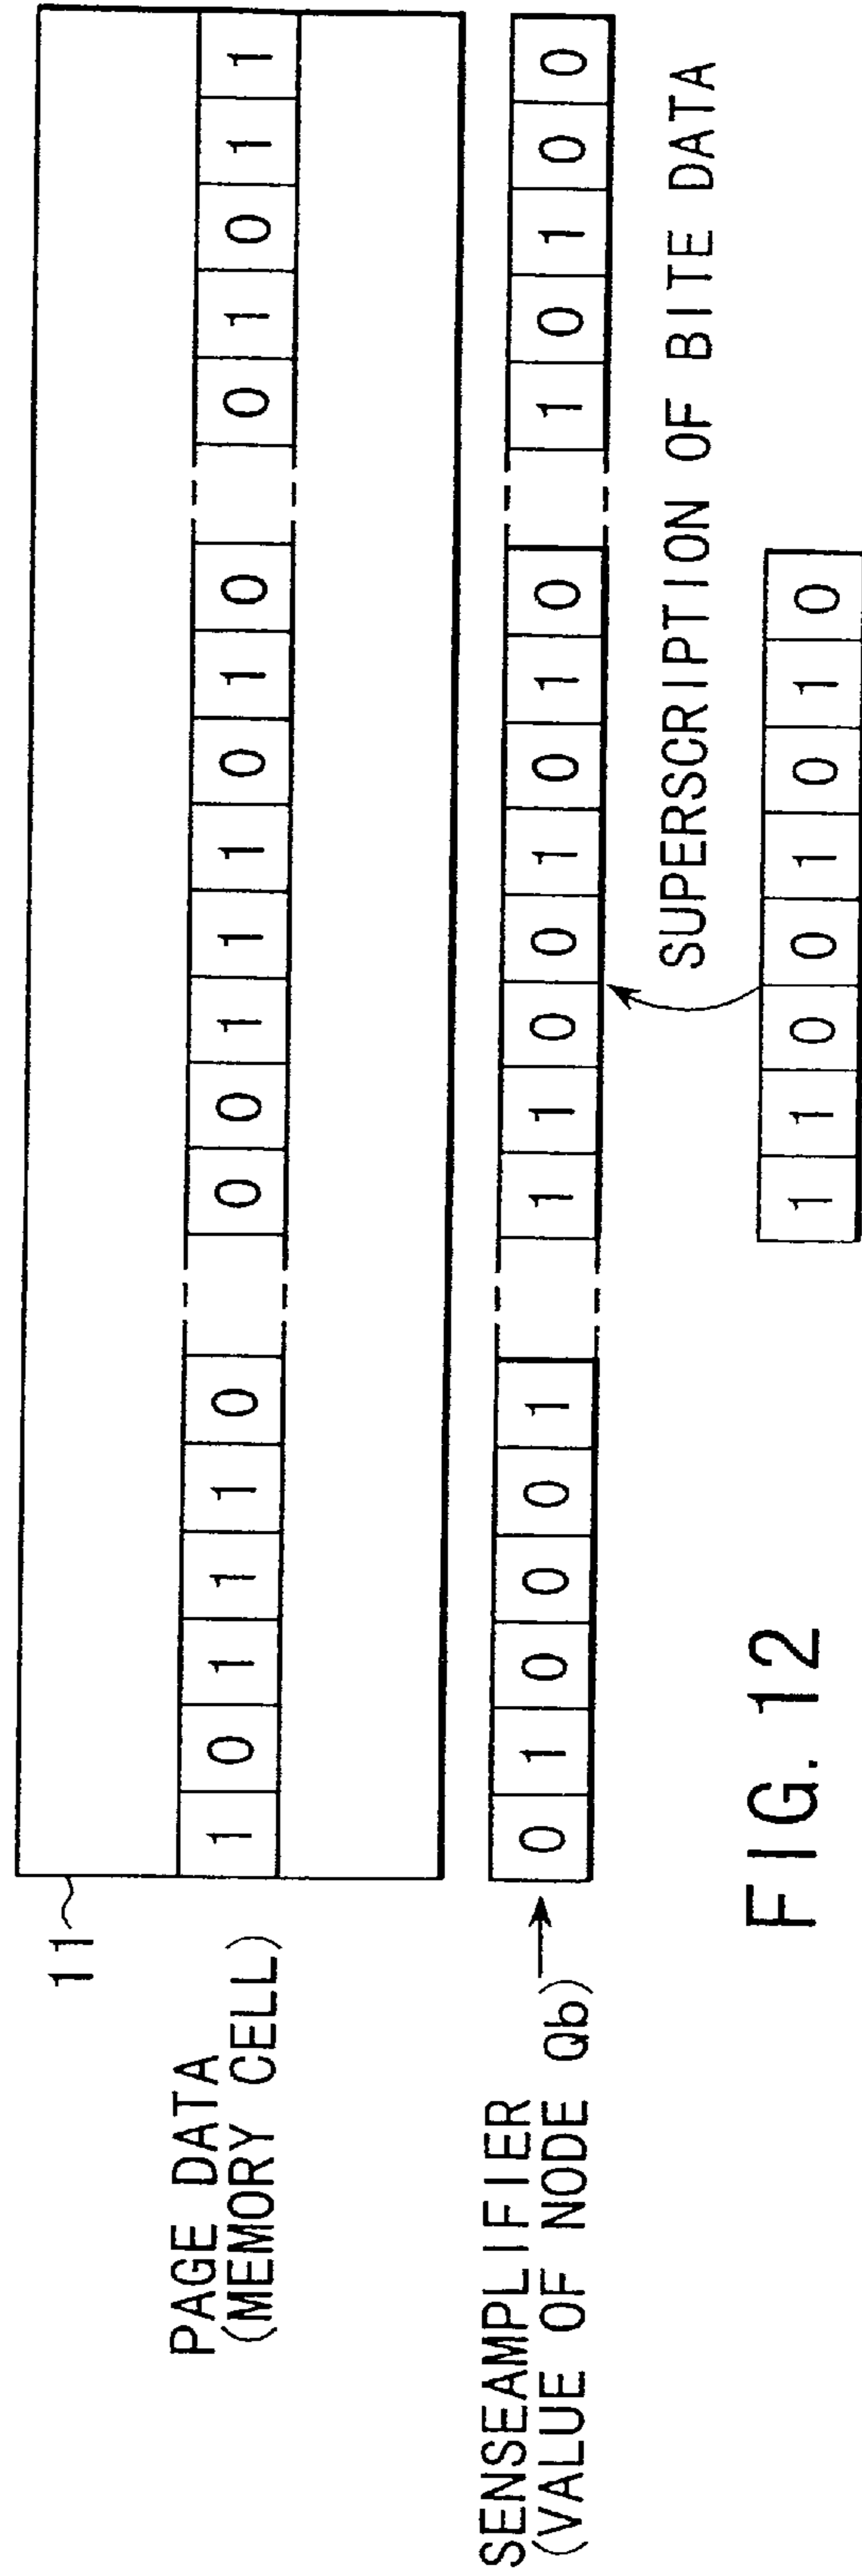 11
PAGE DATA
(MEMORY CELL)
1 0 1 1 1 0 0 0 1 1 1 0 1 0 0 1 0 1 1
SENSEAMPLIFIER
(VALUE OF NODE Qb)
0 1 0 0 0 1 1 1 0 0 1 0 1 0 1 0 1 0 0
SUPERSCRIPTION OF BITE DATA
1 1 0 0 1 0 1 0
FIG. 12